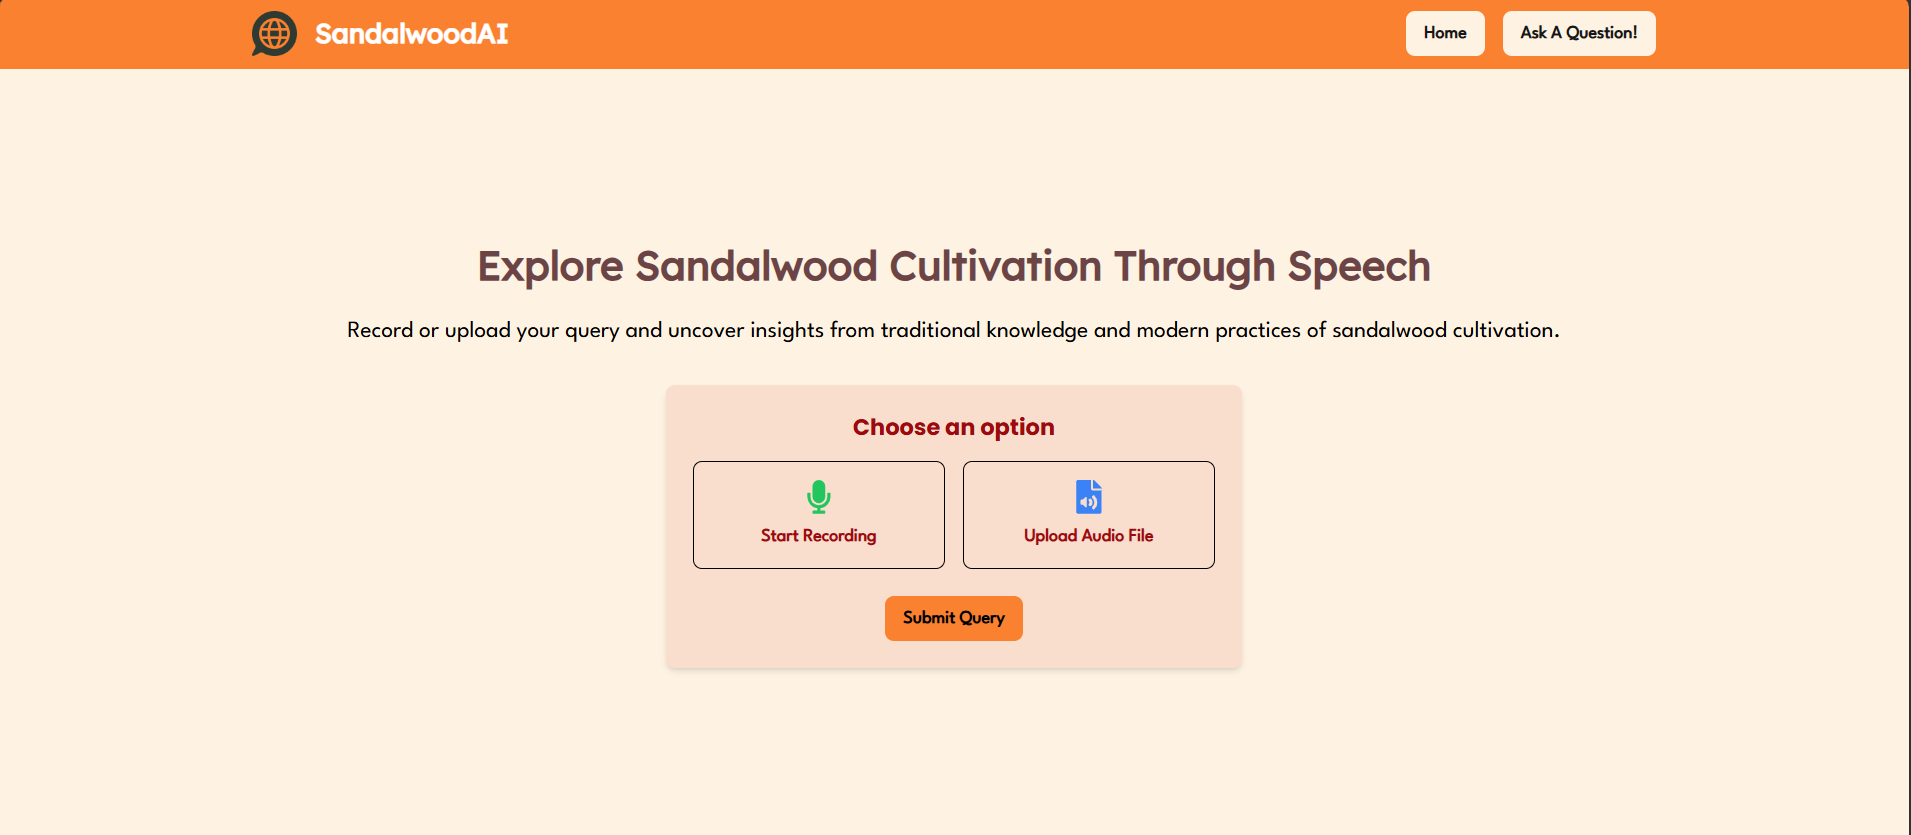 SandalwoodAI
Home
Ask A Question!
Explore Sandalwood Cultivation Through Speech
Record or upload your query and uncover insights from traditional knowledge and modern practices of sandalwood cultivation.
Choose an option
Start Recording
Upload Audio File
Submit Query